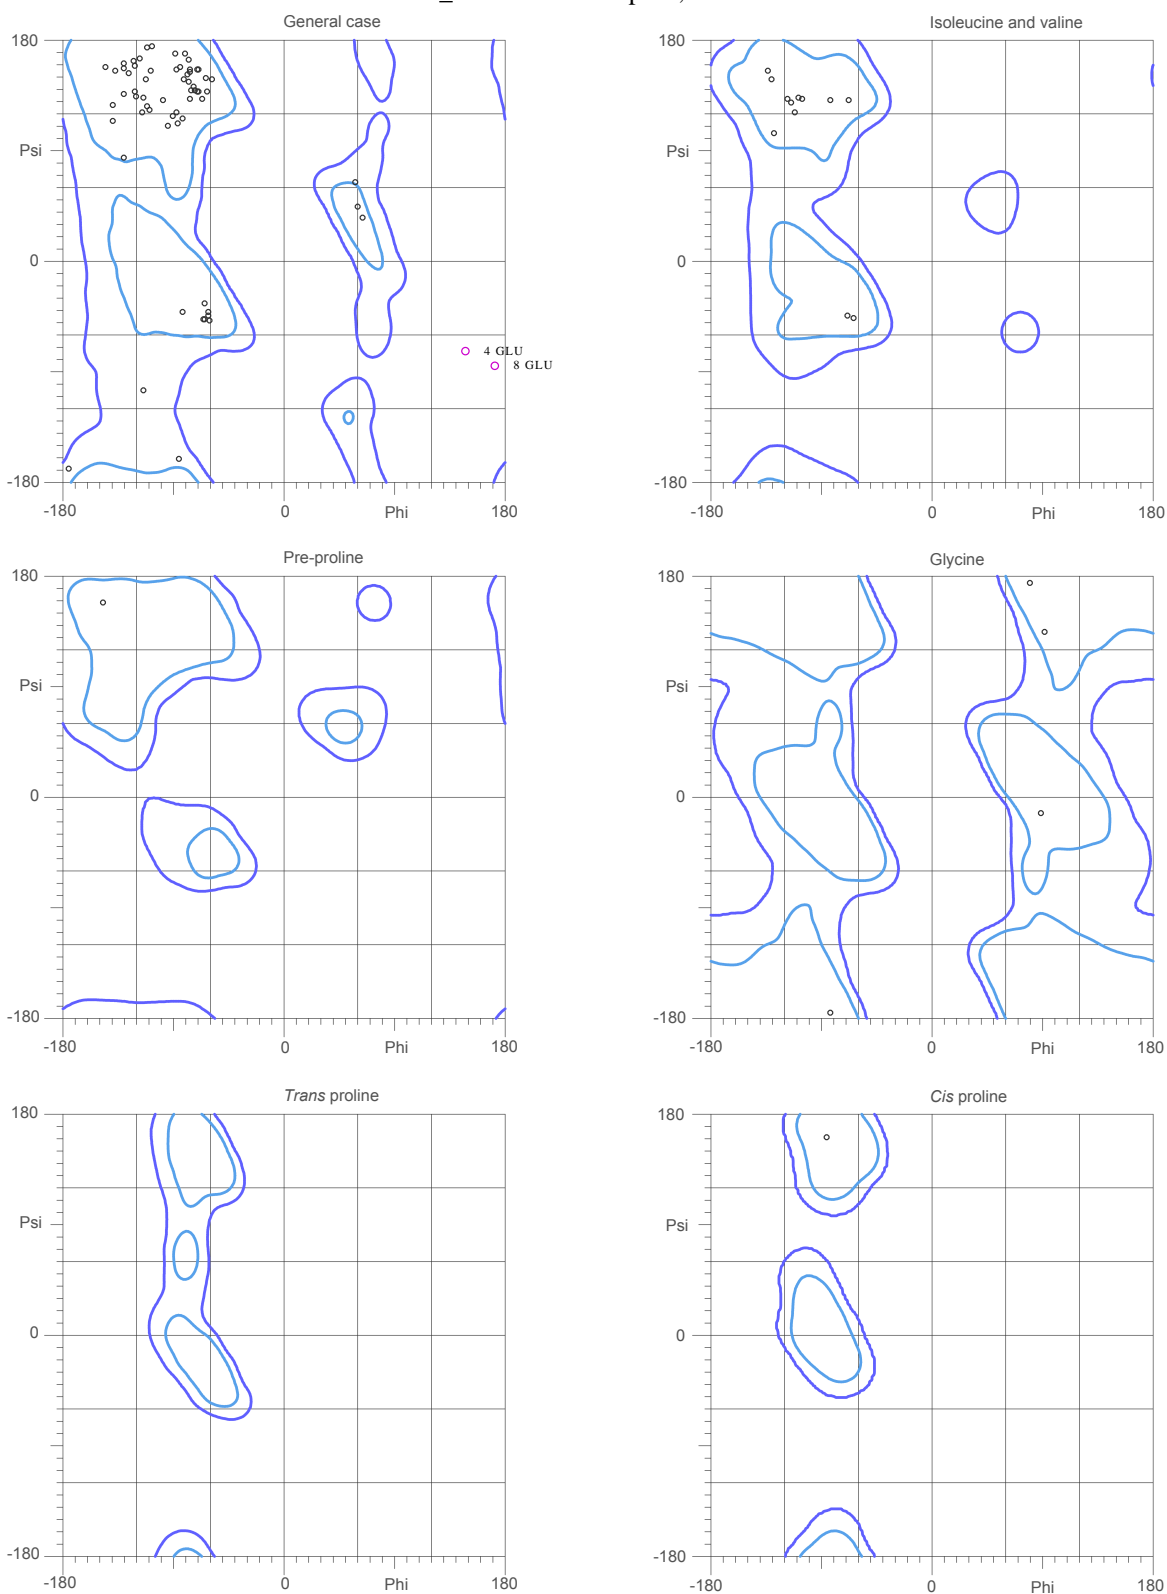 General case
Isoleucine and valine
180
180
Psi
Psi
0
0
4 GLU
8 GLU
-180
-180
-180
0
Phi
180
-180
0
Phi
180
Pre-proline
Glycine
180
180
Psi
Psi
0
0
-180
-180
-180
0
Phi
180
-180
0
Phi
180
Trans proline
Cis proline
180
180
Psi
Psi
0
0
-180
-180
-180
0
Phi
180
-180
0
Phi
180